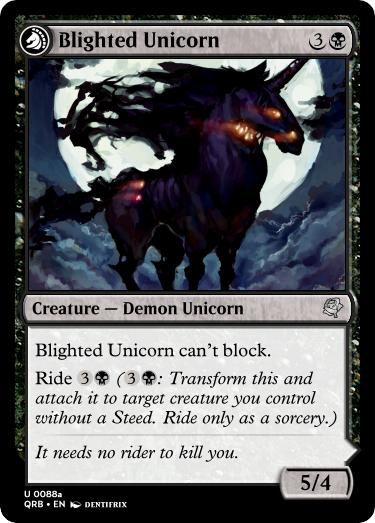 Blighted Unicorn 3
Creature — Demon Unicorn
Blighted Unicorn can't block.
Ride 3 (3: Transform this and
attach it to target creature you control
without a Steed. Ride only as a sorcery.)
It needs no rider to kill you.
5/4
U 0088a
QRB • EN DENTIFRIX